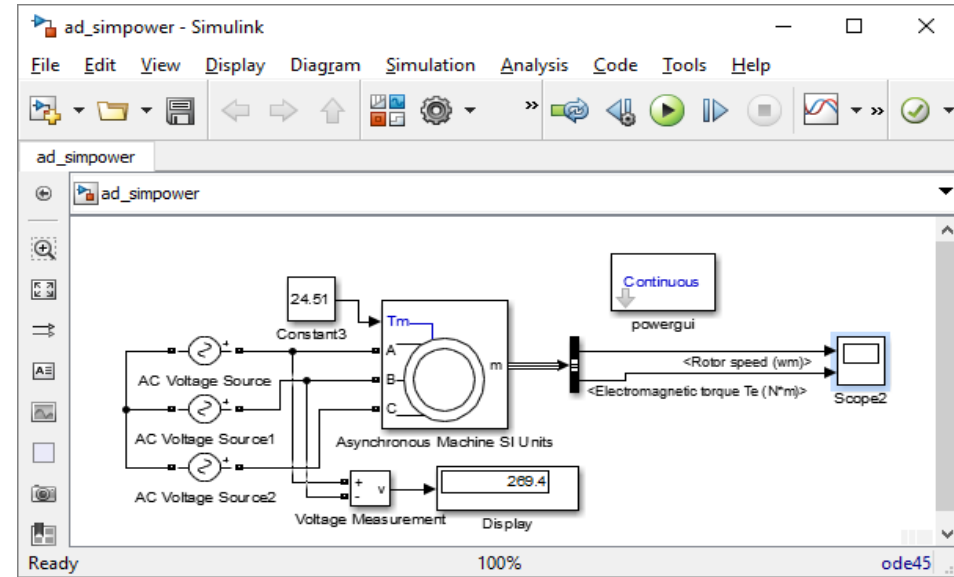 ad_simpower - Simulink
File Edit View Display Diagram Simulation Analysis Code Tools Help
» »
ad_simpower
ad_simpower
Continuous
powergui
24.51
Constant3
Tm
A
B
C
m
Asynchronous Machine SI Units
<Rotor speed (wm)>
<Electromagnetic torque Te (N*m)>
Scope2
AC Voltage Source
AC Voltage Source1
AC Voltage Source2
+
-
v
Voltage Measurement
269.4
Display
Ready 100% ode45